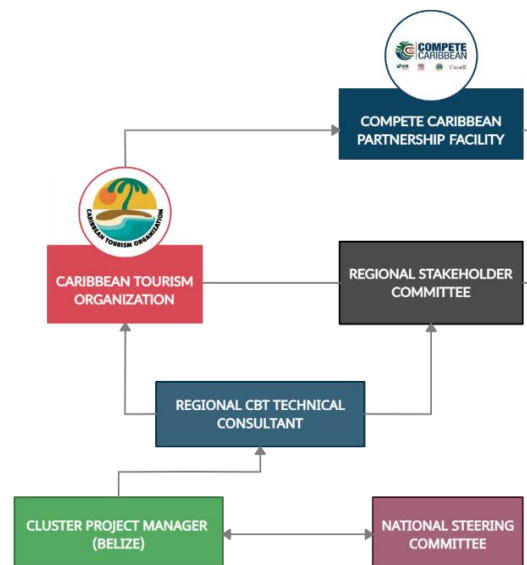 COMPETE
CARIBBEAN
Canada
COMPETE CARIBBEAN
PARTNERSHIP FACILITY
CARIBBEAN TOURISM ORGANIZATION
CARIBBEAN TOURISM
ORGANIZATION
REGIONAL STAKEHOLDER
COMMITTEE
REGIONAL CBT TECHNICAL
CONSULTANT
CLUSTER PROJECT MANAGER
(BELIZE)
NATIONAL STEERING
COMMITTEE